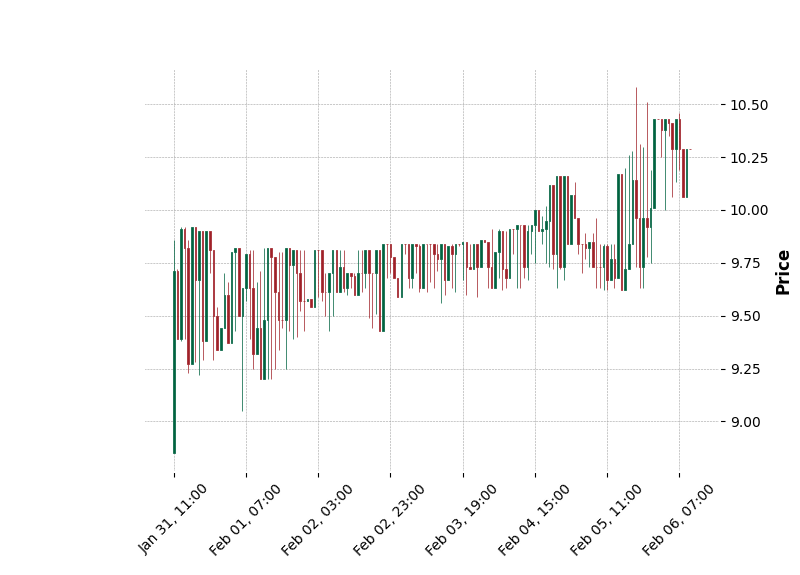 10.50
10.25
10.00
9.75
9.50
9.25
9.00
Price
Jan 31, 11:00
Feb 01, 07:00
Feb 02, 03:00
Feb 02, 23:00
Feb 03, 19:00
Feb 04, 15:00
Feb 05, 11:00
Feb 06, 07:00